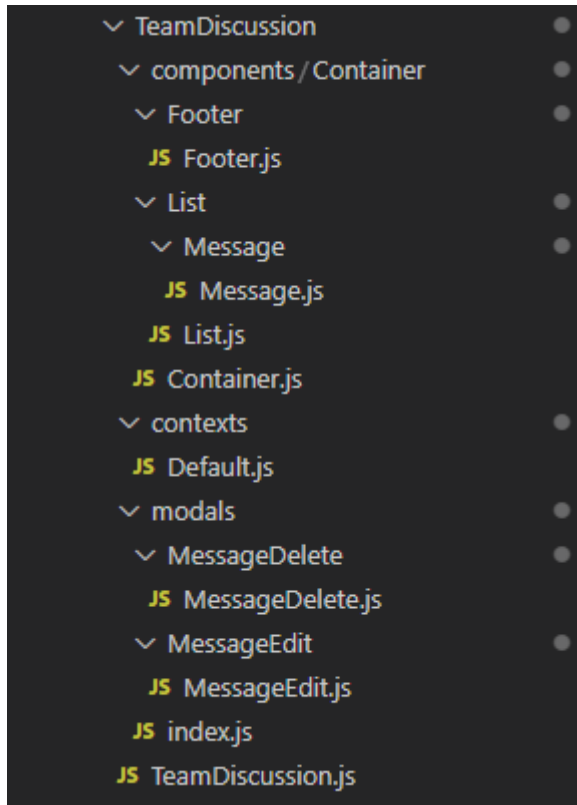 TeamDiscussion
components / Container
Footer
JS Footer.js
List
Message
JS Message.js
JS List.js
JS Container.js
contexts
JS Default.js
modals
MessageDelete
JS MessageDelete.js
MessageEdit
JS MessageEdit.js
JS index.js
JS TeamDiscussion.js